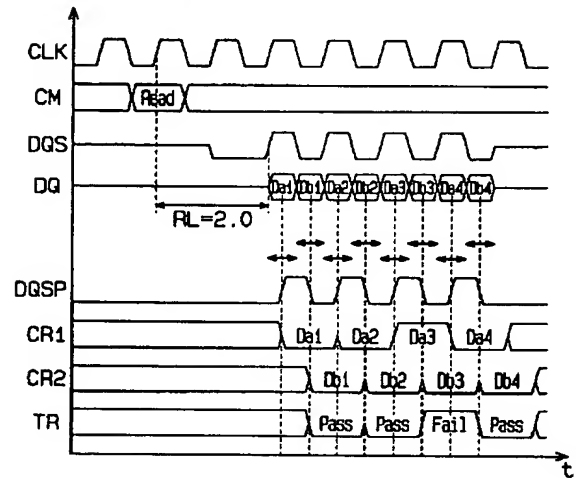 CLK
CM Read
DQS
DQ Da1 Db1 Da2 Db2 Da3 Db3 Da4 Db4
RL=2.0
DQSP
CR1 Da1 Da2 Da3 Da4
CR2 Db1 Db2 Db3 Db4
TR Pass Pass Fail Pass
t